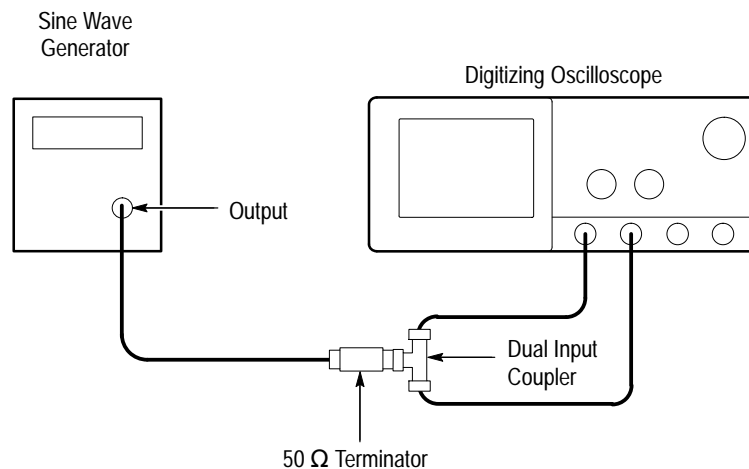 Sine Wave
Generator
Digitizing Oscilloscope
Output
Dual Input
Coupler
50 Ω Terminator